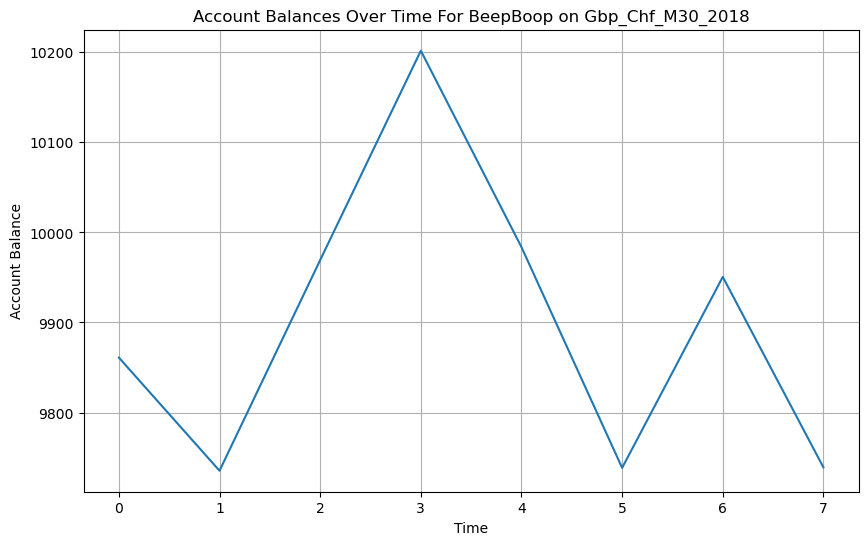 Account Balances Over Time For BeepBoop on Gbp_Chf_M30_2018
10200
10100
10000
9900
9800
Account Balance
0 1 2 3 4 5 6 7
Time